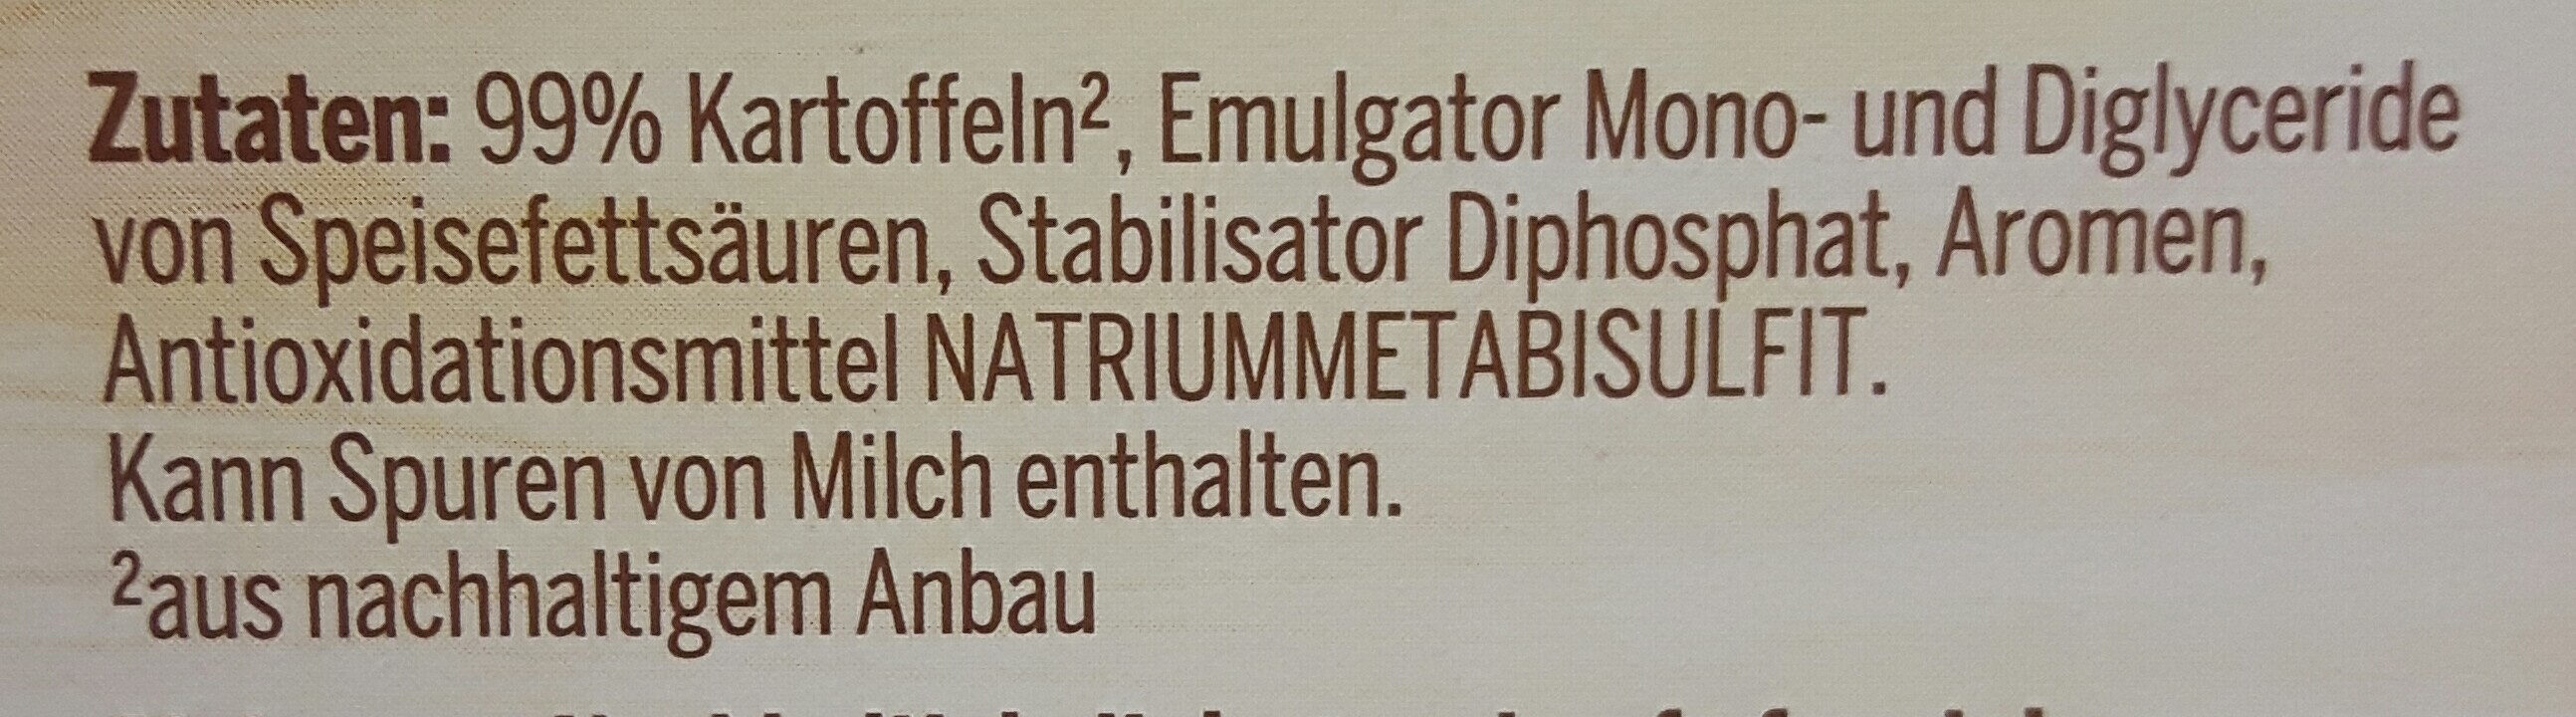 Zutaten: 99% Kartoffeln², Emulgator Mono- und Diglyceride
von Speisefettsäuren, Stabilisator Diphosphat, Aromen,
Antioxidationsmittel NATRIUMMETABISULFIT.
Kann Spuren von Milch enthalten.
²aus nachhaltigem Anbau